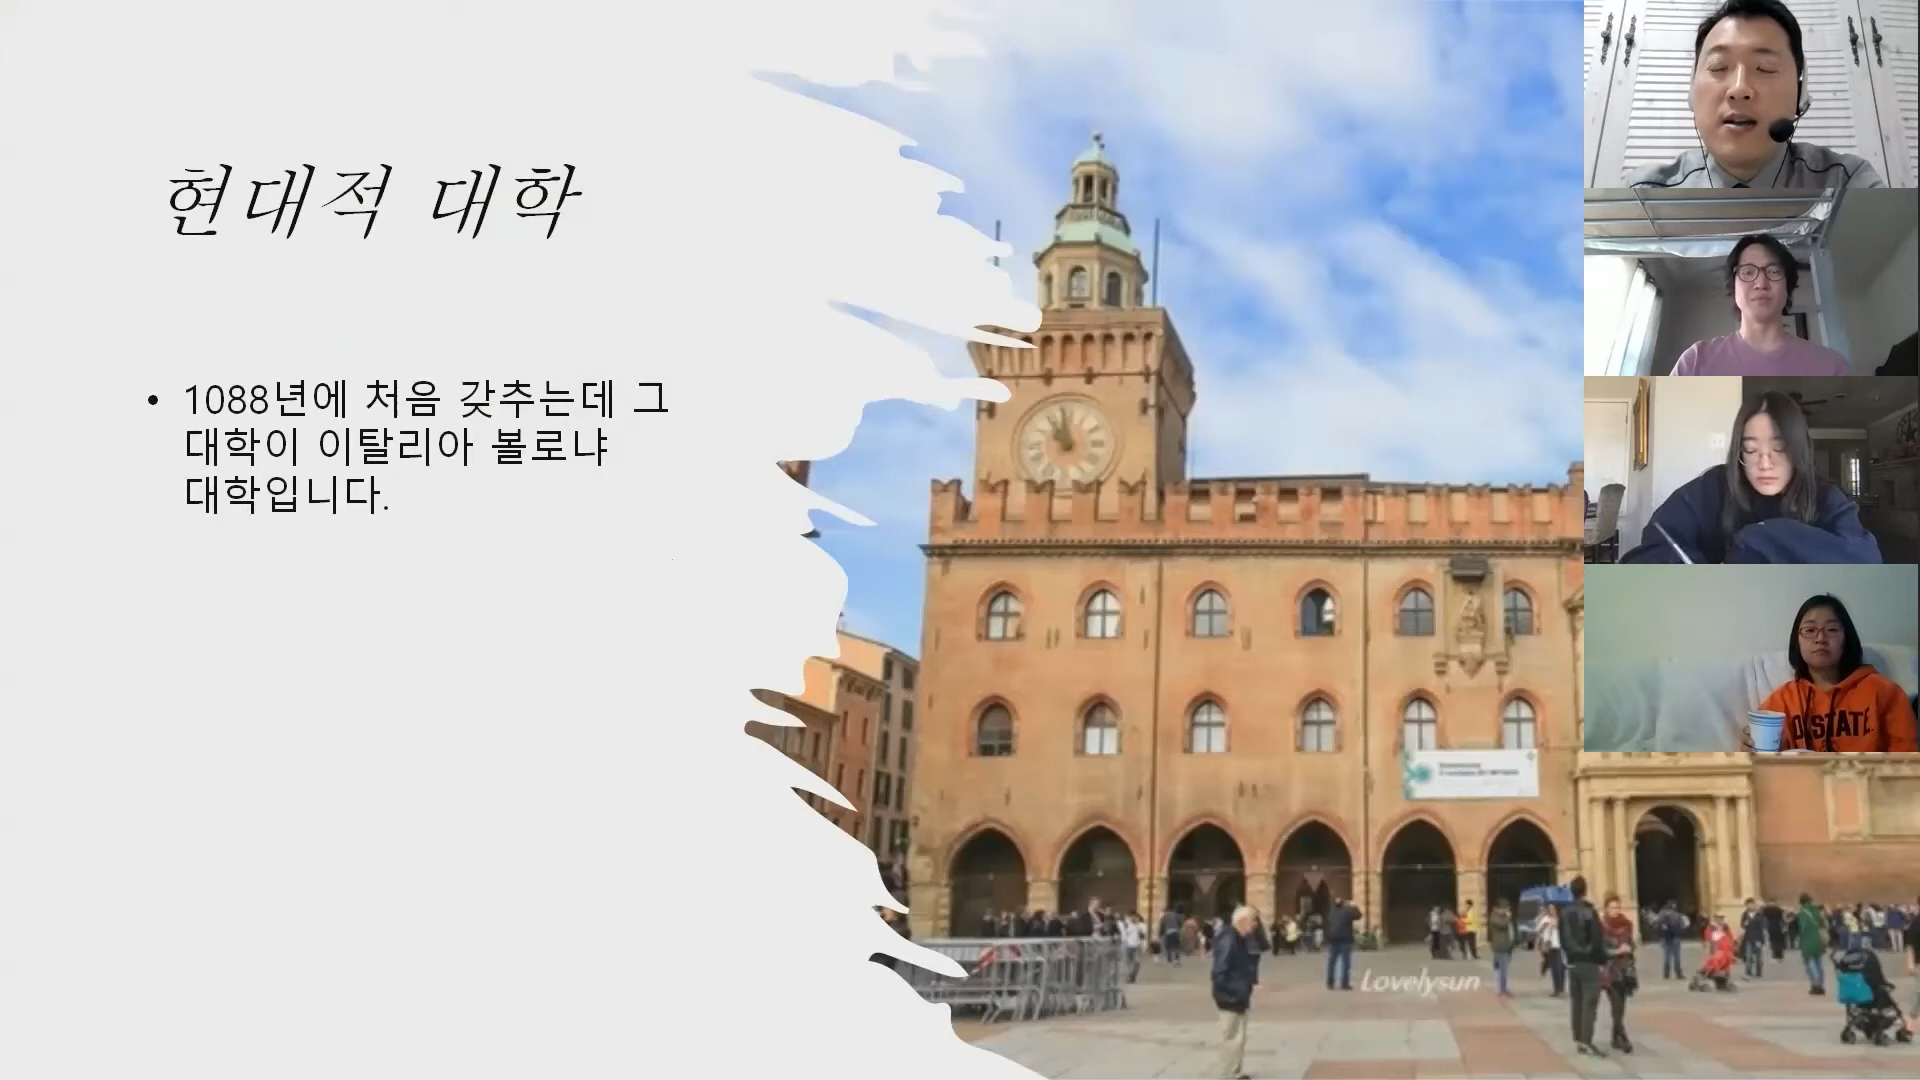 현대적 대학
• 1088년에 처음 갖추는데 그
대학이 이탈리아 볼로냐
대학입니다.
Lovelysun
STATE